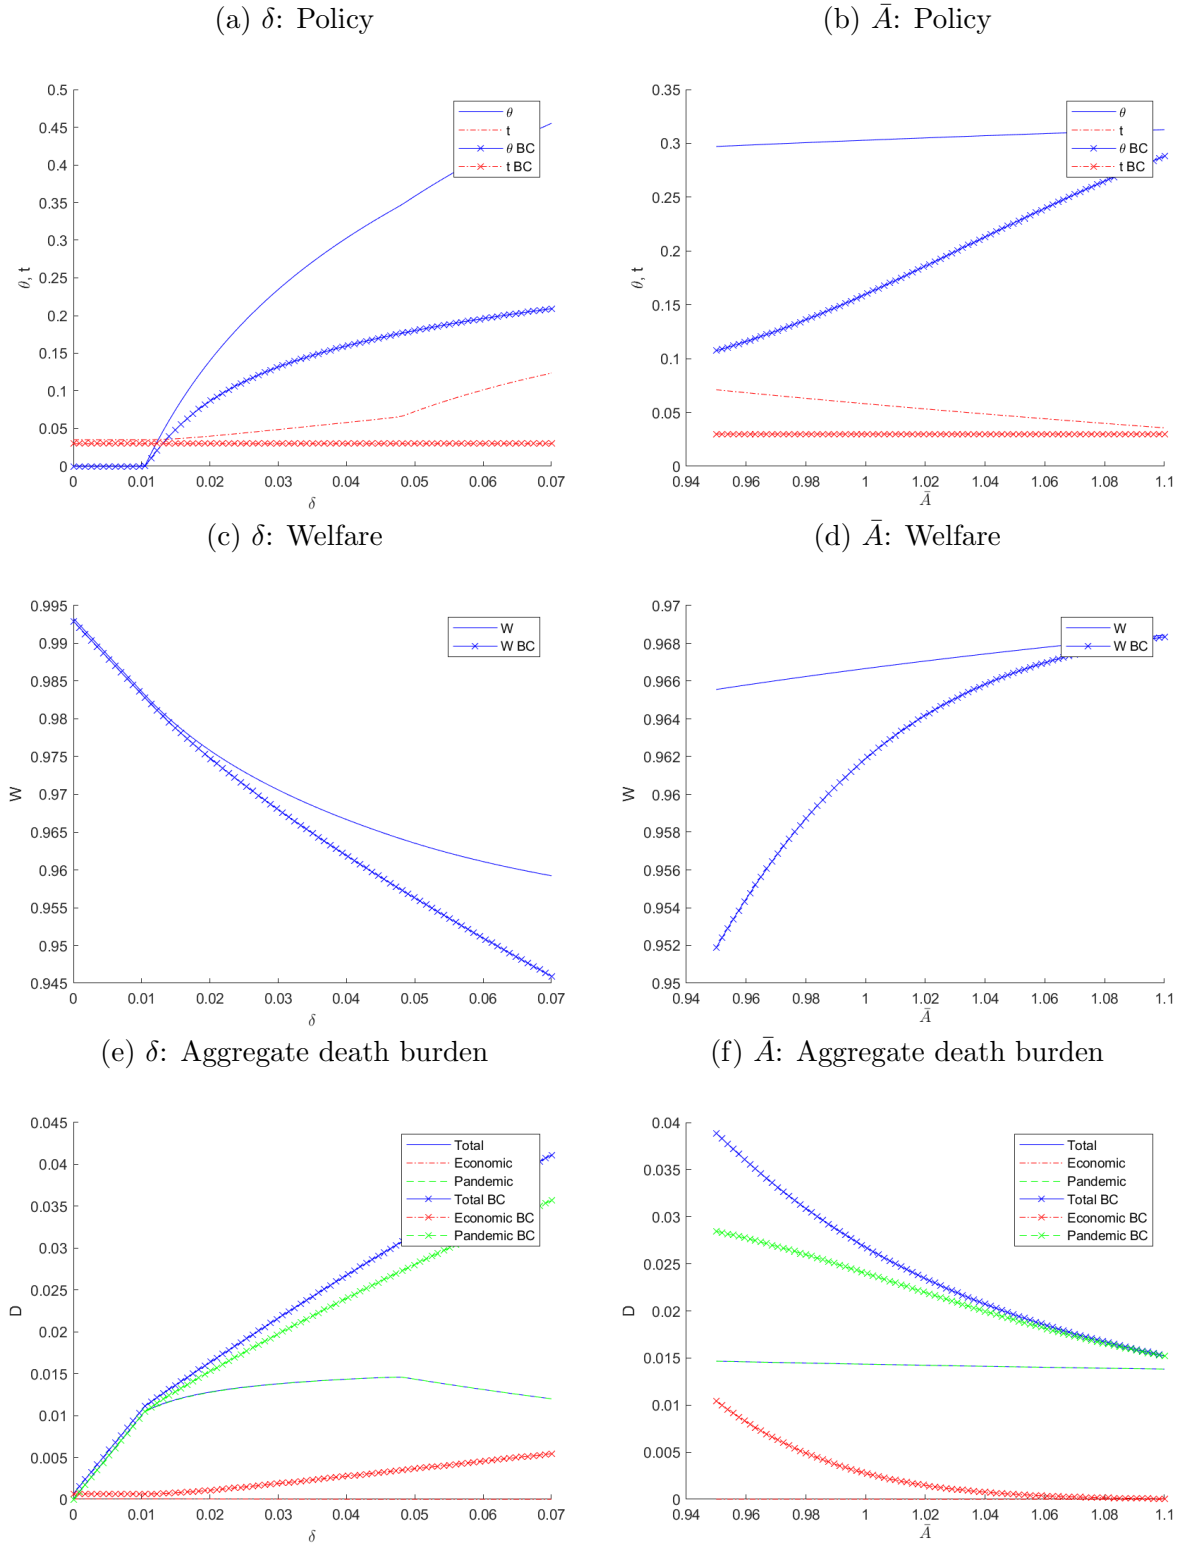 (a) δ: Policy
(b) Ā: Policy
0.5
0.45
0.4
0.35
0.3
0.25
0.2
0.15
0.1
0.05
0
θ, t
θ
t
θ BC
t BC
0 0.01 0.02 0.03 0.04 0.05 0.06 0.07
δ
0.35
0.3
0.25
0.2
0.15
0.1
0.05
0
θ, t
θ
t
θ BC
t BC
0.94 0.96 0.98 1 1.02 1.04 1.06 1.08 1.1
Ā
(c) δ: Welfare
(d) Ā: Welfare
0.995
0.99
0.985
0.98
0.975
0.97
0.965
0.96
0.955
0.95
0.945
W
W
W BC
0 0.01 0.02 0.03 0.04 0.05 0.06 0.07
δ
0.97
0.968
0.966
0.964
0.962
0.96
0.958
0.956
0.954
0.952
0.95
W
W
W BC
0.94 0.96 0.98 1 1.02 1.04 1.06 1.08 1.1
Ā
(e) δ: Aggregate death burden
(f) Ā: Aggregate death burden
0.045
0.04
0.035
0.03
0.025
0.02
0.015
0.01
0.005
0
D
Total
Economic
Pandemic
Total BC
Economic BC
Pandemic BC
0 0.01 0.02 0.03 0.04 0.05 0.06 0.07
δ
0.04
0.035
0.03
0.025
0.02
0.015
0.01
0.005
0
D
Total
Economic
Pandemic
Total BC
Economic BC
Pandemic BC
0.94 0.96 0.98 1 1.02 1.04 1.06 1.08 1.1
Ā